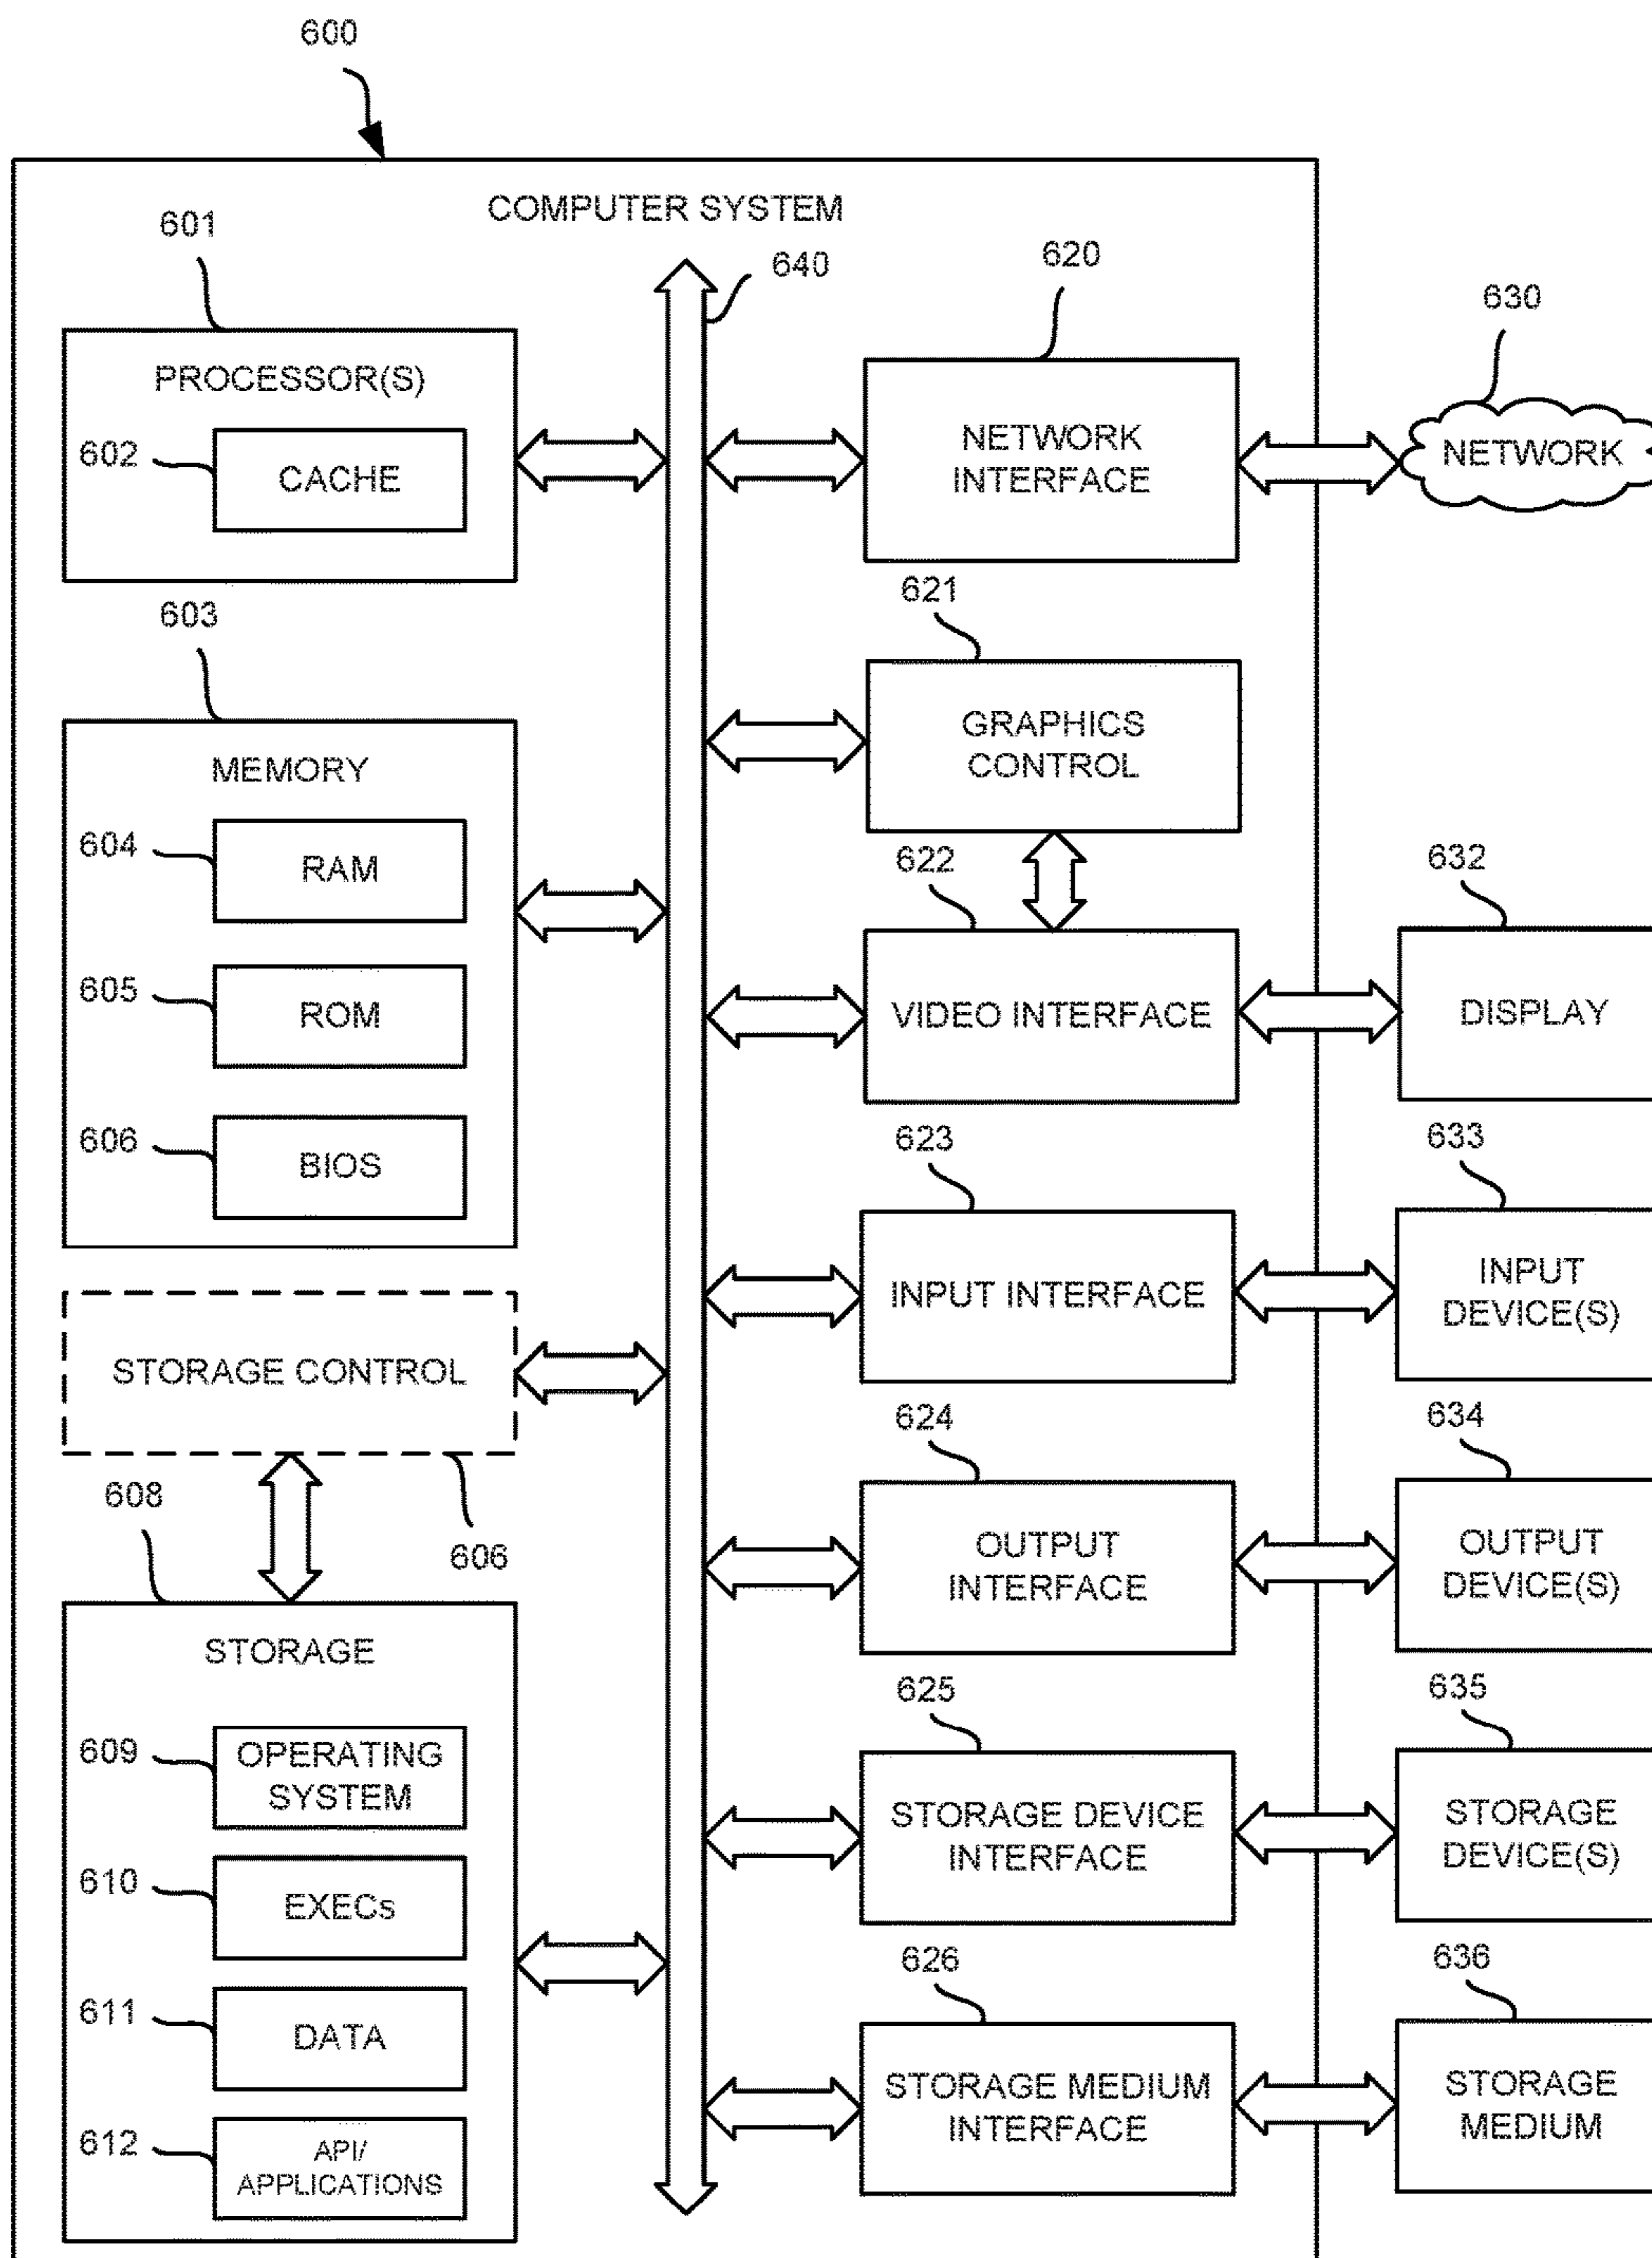 600
COMPUTER SYSTEM
601
640
620
630
PROCESSOR(S)
602
CACHE
NETWORK
INTERFACE
NETWORK
603
621
MEMORY
GRAPHICS
CONTROL
604
RAM
622
632
605
ROM
VIDEO INTERFACE
DISPLAY
606
BIOS
623
633
STORAGE CONTROL
INPUT INTERFACE
INPUT
DEVICE(S)
608
606
624
634
OUTPUT
INTERFACE
OUTPUT
DEVICE(S)
STORAGE
625
635
609
OPERATING
SYSTEM
STORAGE DEVICE
INTERFACE
STORAGE
DEVICE(S)
610
EXECs
626
636
611
DATA
STORAGE MEDIUM
INTERFACE
STORAGE
MEDIUM
612
API/
APPLICATIONS